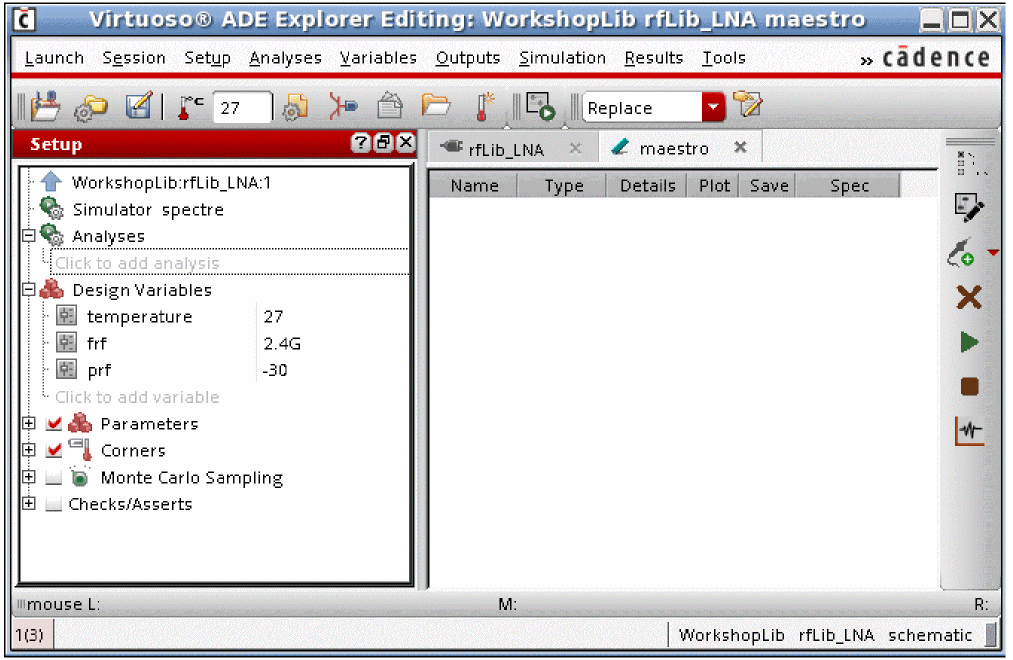 Virtuoso® ADE Explorer Editing: WorkshopLib rfLib_LNA maestro
Launch Session Setup Analyses Variables Outputs Simulation Results Tools » cādence
27 Replace
Setup
rfLib_LNA maestro
Name Type Details Plot Save Spec
WorkshopLib:rfLib_LNA:1
Simulator spectre
Analyses
Click to add analysis
Design Variables
temperature 27
frf 2.4G
prf -30
Click to add variable
Parameters
Corners
Monte Carlo Sampling
Checks/Asserts
mouse L: M: R:
1(3) WorkshopLib rfLib_LNA schematic